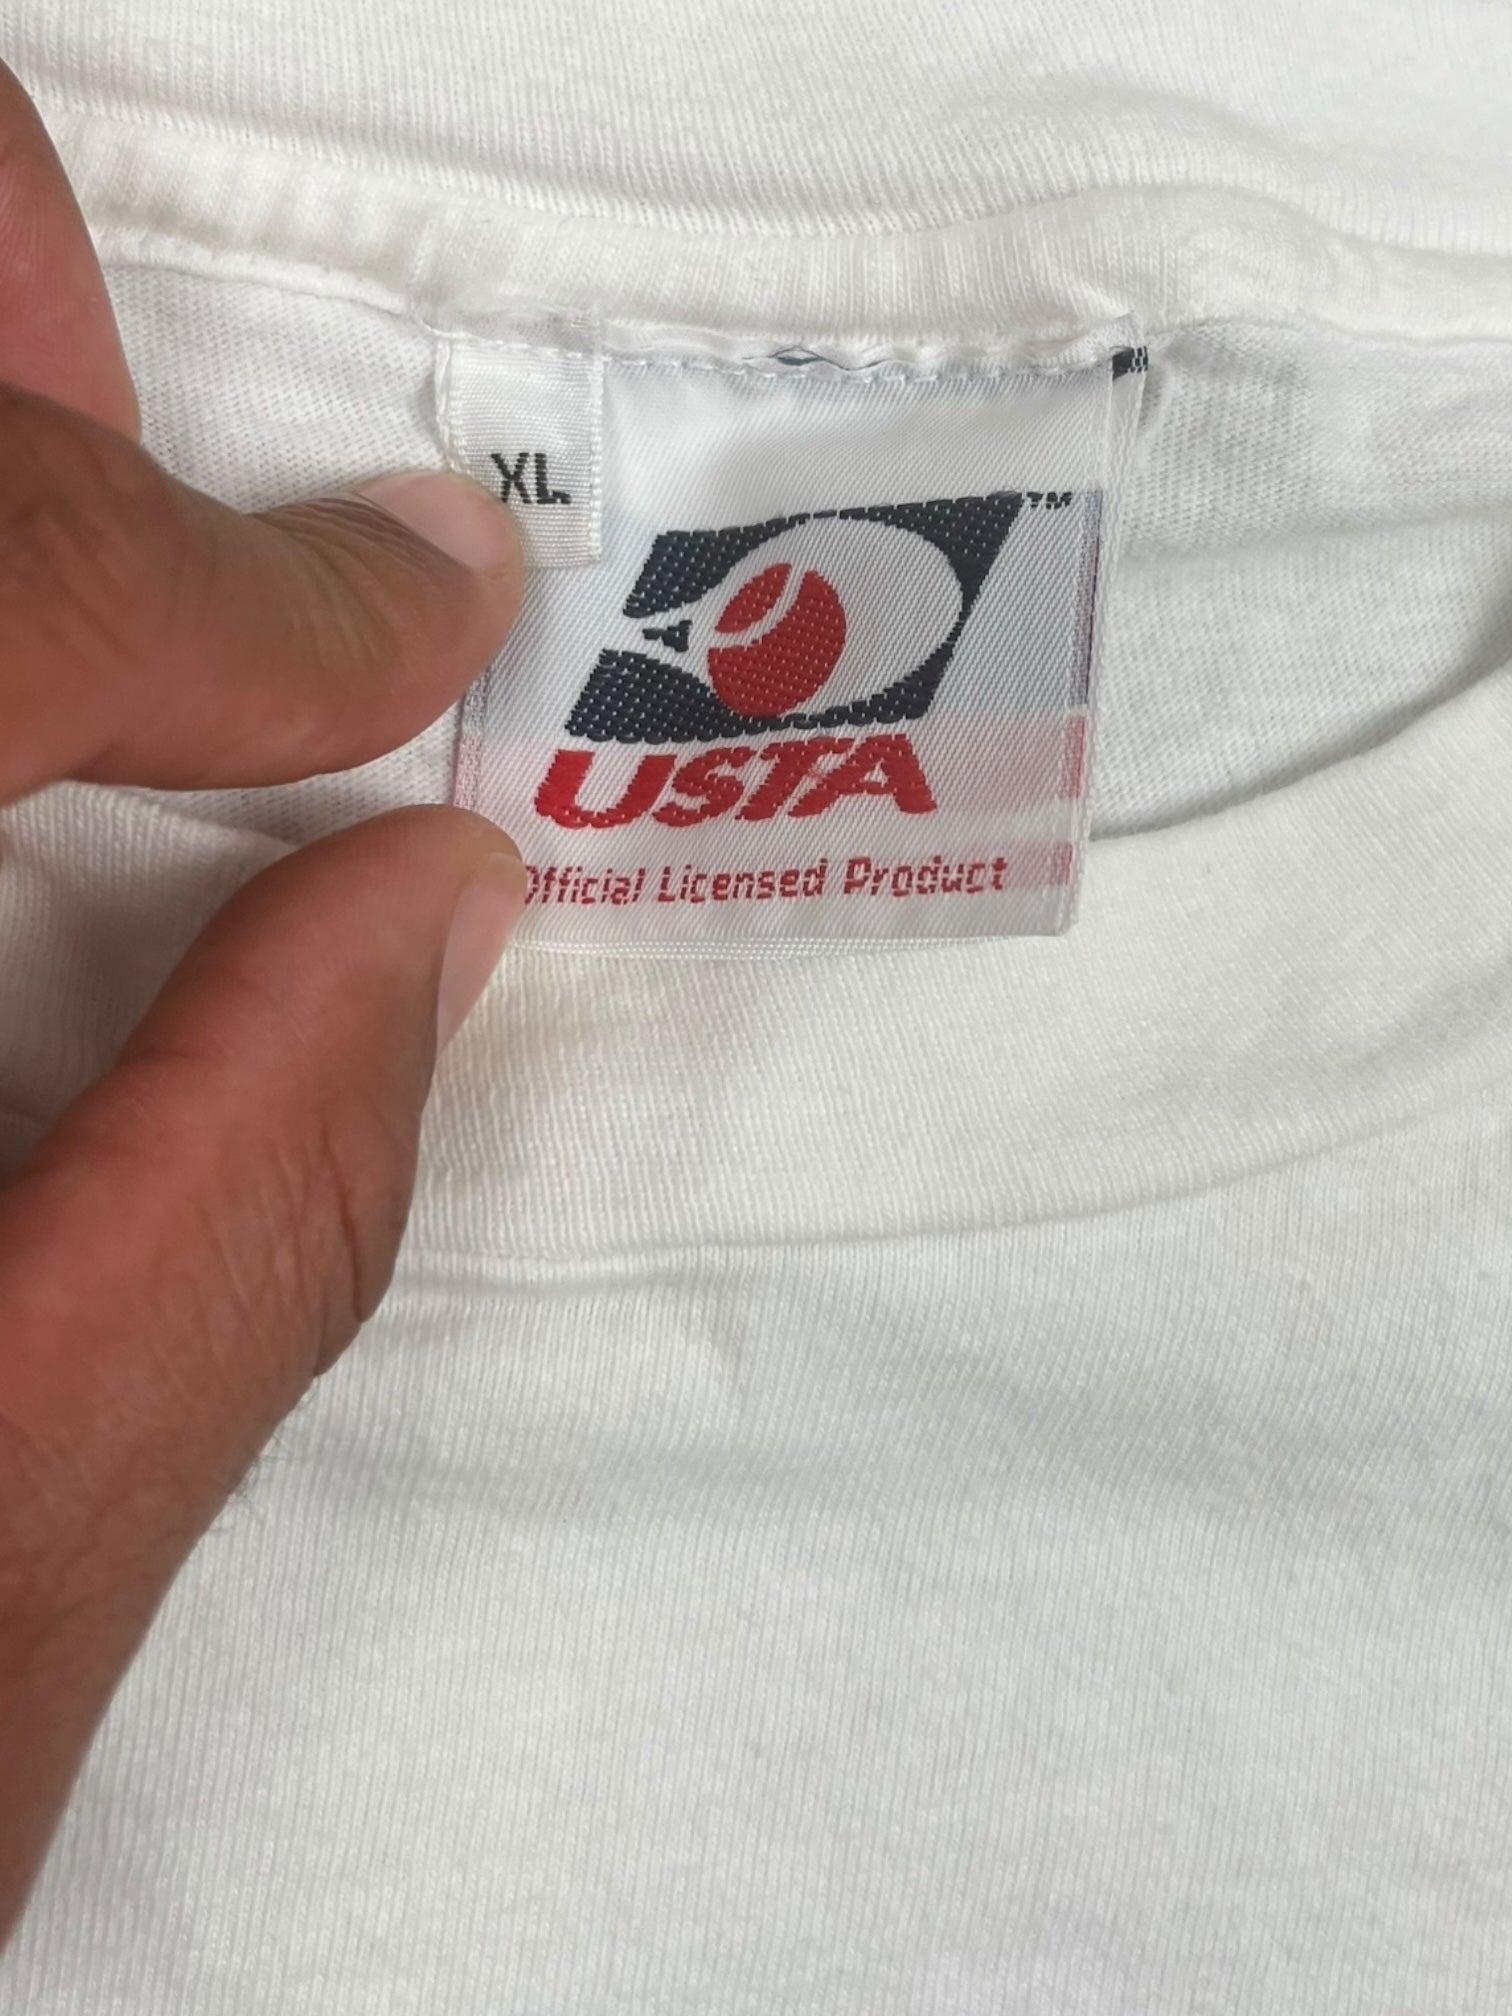 XL
TM
USTA
Official Licensed Product